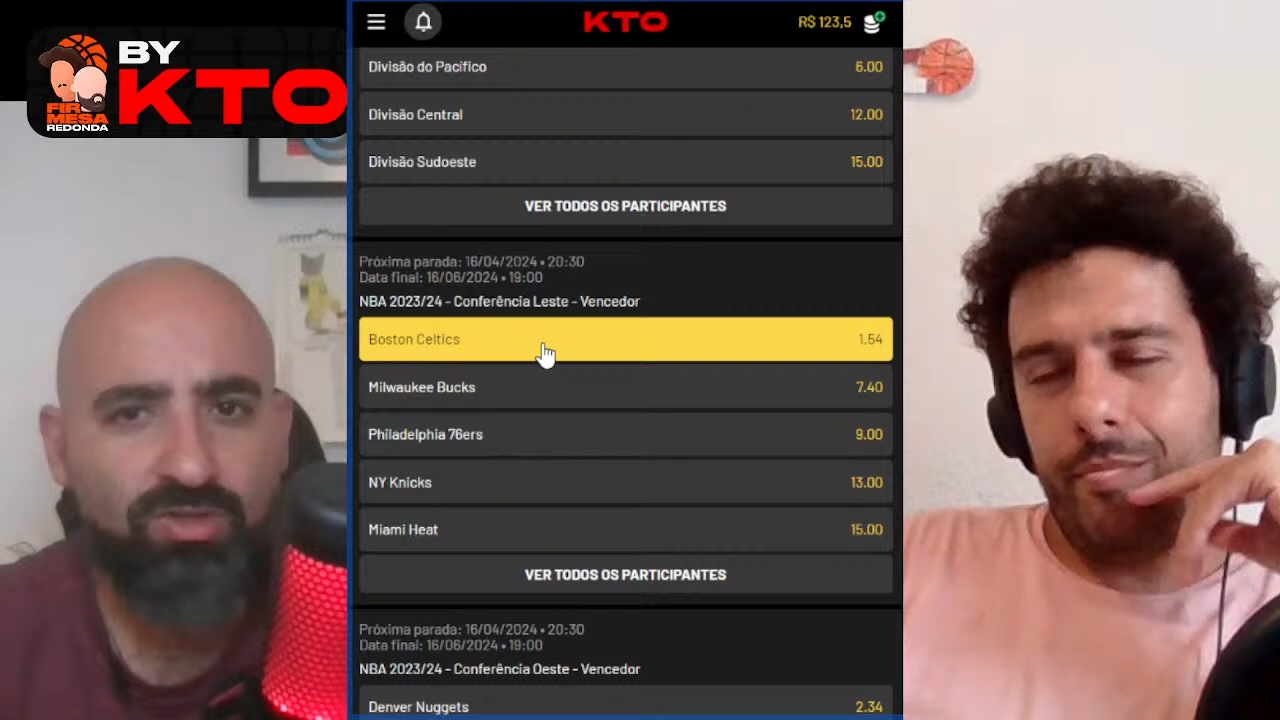 BY
KTO
FIR
MESA
REDONDA
KTO
R$ 123,5
Divisão do Pacífico 6.00
Divisão Central 12.00
Divisão Sudoeste 15.00
VER TODOS OS PARTICIPANTES
Próxima parada: 16/04/2024 • 20:30
Data final: 16/06/2024 • 19:00
NBA 2023/24 - Conferência Leste - Vencedor
Boston Celtics 1.54
Milwaukee Bucks 7.40
Philadelphia 76ers 9.00
NY Knicks 13.00
Miami Heat 15.00
VER TODOS OS PARTICIPANTES
Próxima parada: 16/04/2024 • 20:30
Data final: 16/06/2024 • 19:00
NBA 2023/24 - Conferência Oeste - Vencedor
Denver Nuggets 2.34